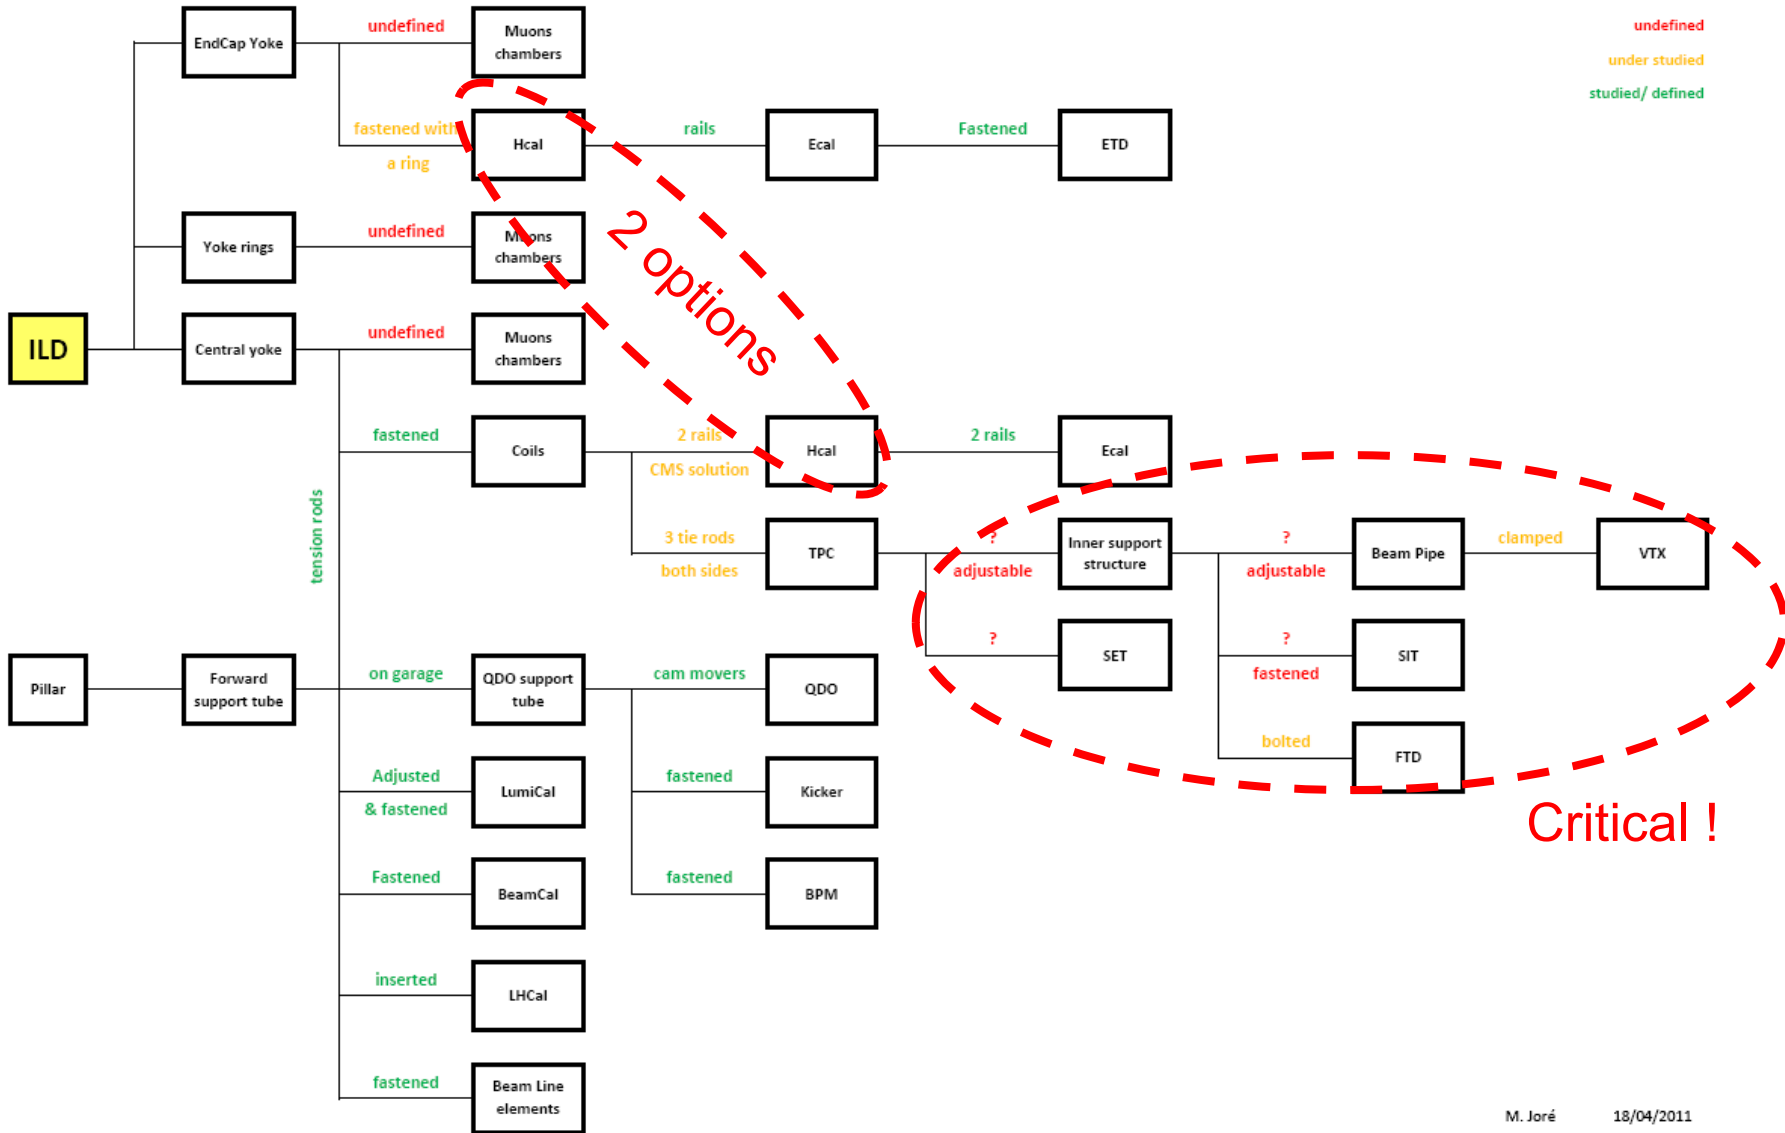 undefined
under studied
studied/ defined
EndCap Yoke
undefined
Muons
chambers
fastened with
a ring
Hcal
rails
Ecal
Fastened
ETD
Yoke rings
undefined
Muons
chambers
2 options
ILD
Central yoke
undefined
Muons
chambers
fastened
Coils
2 rails
CMS solution
Hcal
2 rails
Ecal
tension rods
3 tie rods
both sides
TPC
?
adjustable
Inner support
structure
?
adjustable
Beam Pipe
clamped
VTX
?
SET
?
fastened
SIT
bolted
FTD
Critical !
Pillar
Forward
support tube
on garage
QDO support
tube
cam movers
QDO
Adjusted
& fastened
LumiCal
fastened
Kicker
Fastened
BeamCal
fastened
BPM
inserted
LHCal
fastened
Beam Line
elements
M. Joré 18/04/2011